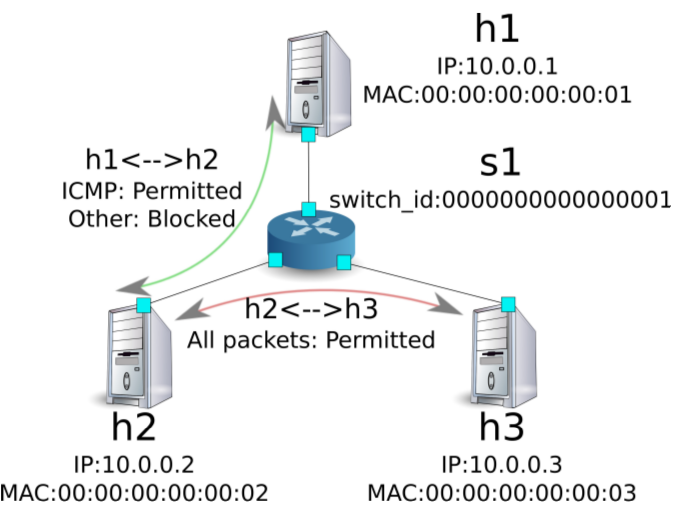 h1
IP:10.0.0.1
MAC:00:00:00:00:00:01
h1<-->h2
ICMP: Permitted
Other: Blocked
s1
switch_id:0000000000000001
h2<-->h3
All packets: Permitted
h2
IP:10.0.0.2
MAC:00:00:00:00:00:02
h3
IP:10.0.0.3
MAC:00:00:00:00:00:03